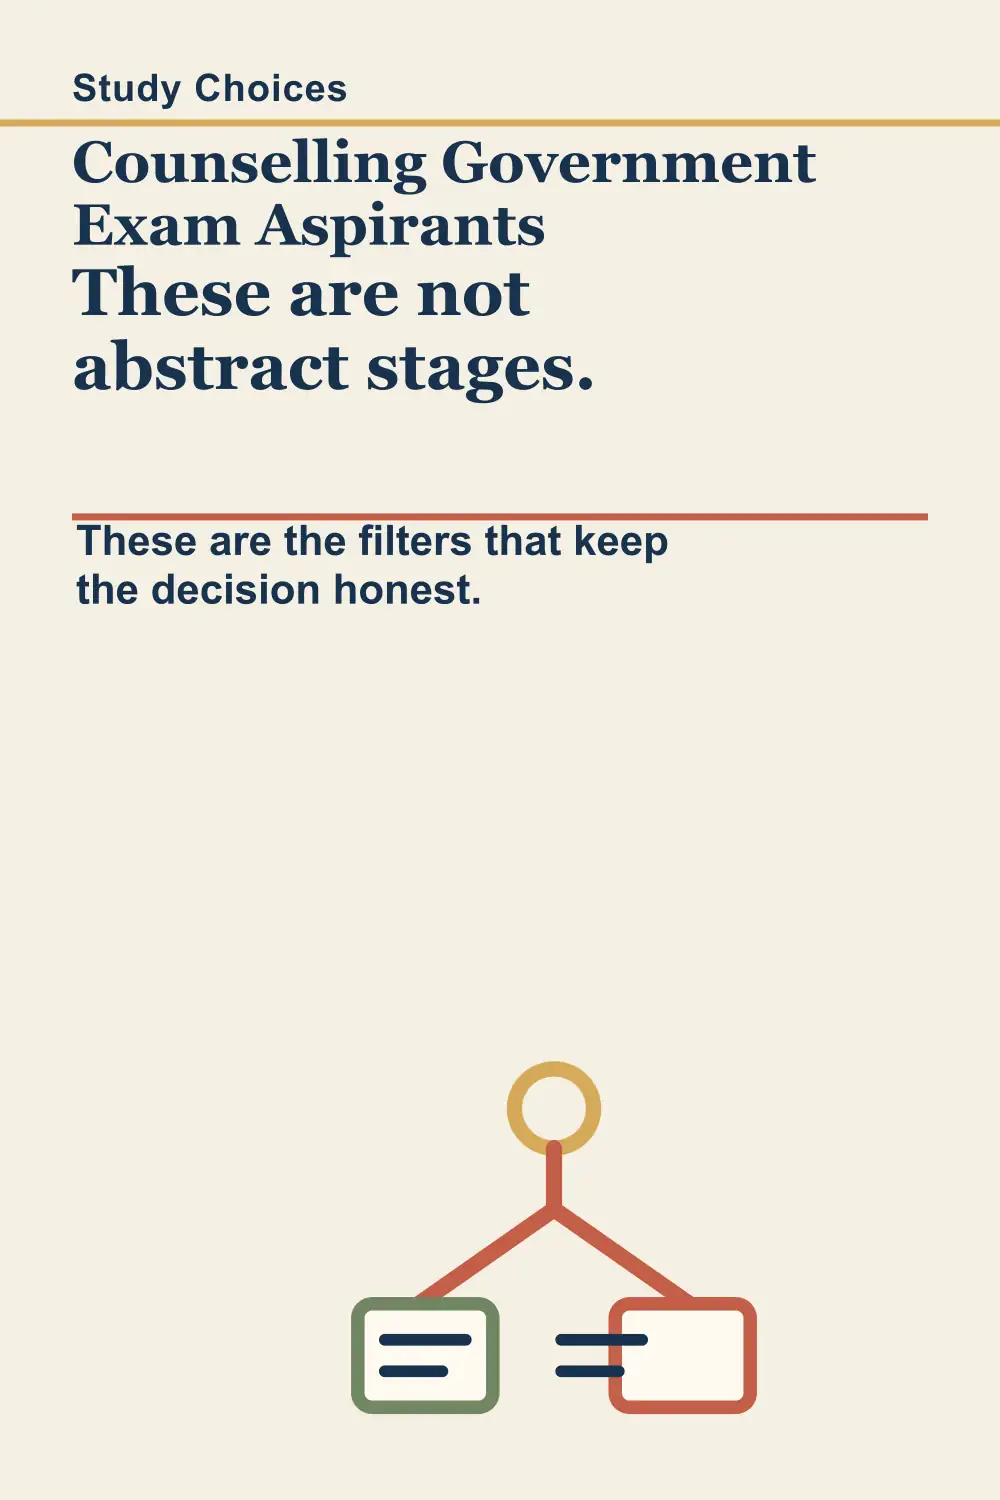 Study Choices
Counselling Government
Exam Aspirants
These are not
abstract stages.
These are the filters that keep
the decision honest.